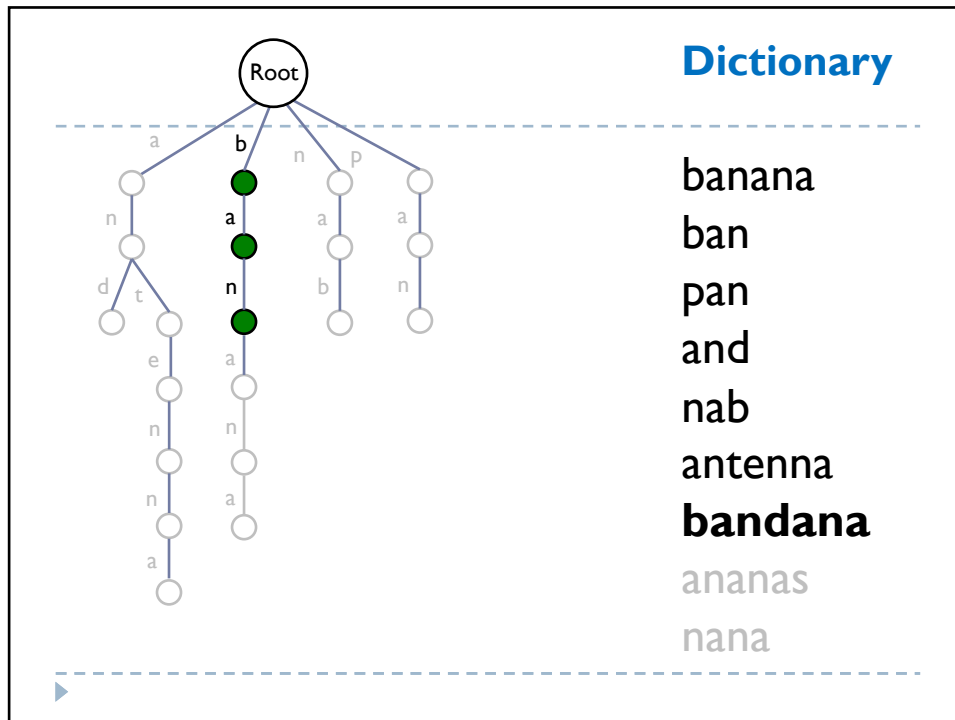 Root
Dictionary
a b n p
n a a a
d t n b n
e a
n n
n a
a
banana
ban
pan
and
nab
antenna
bandana
ananas
nana